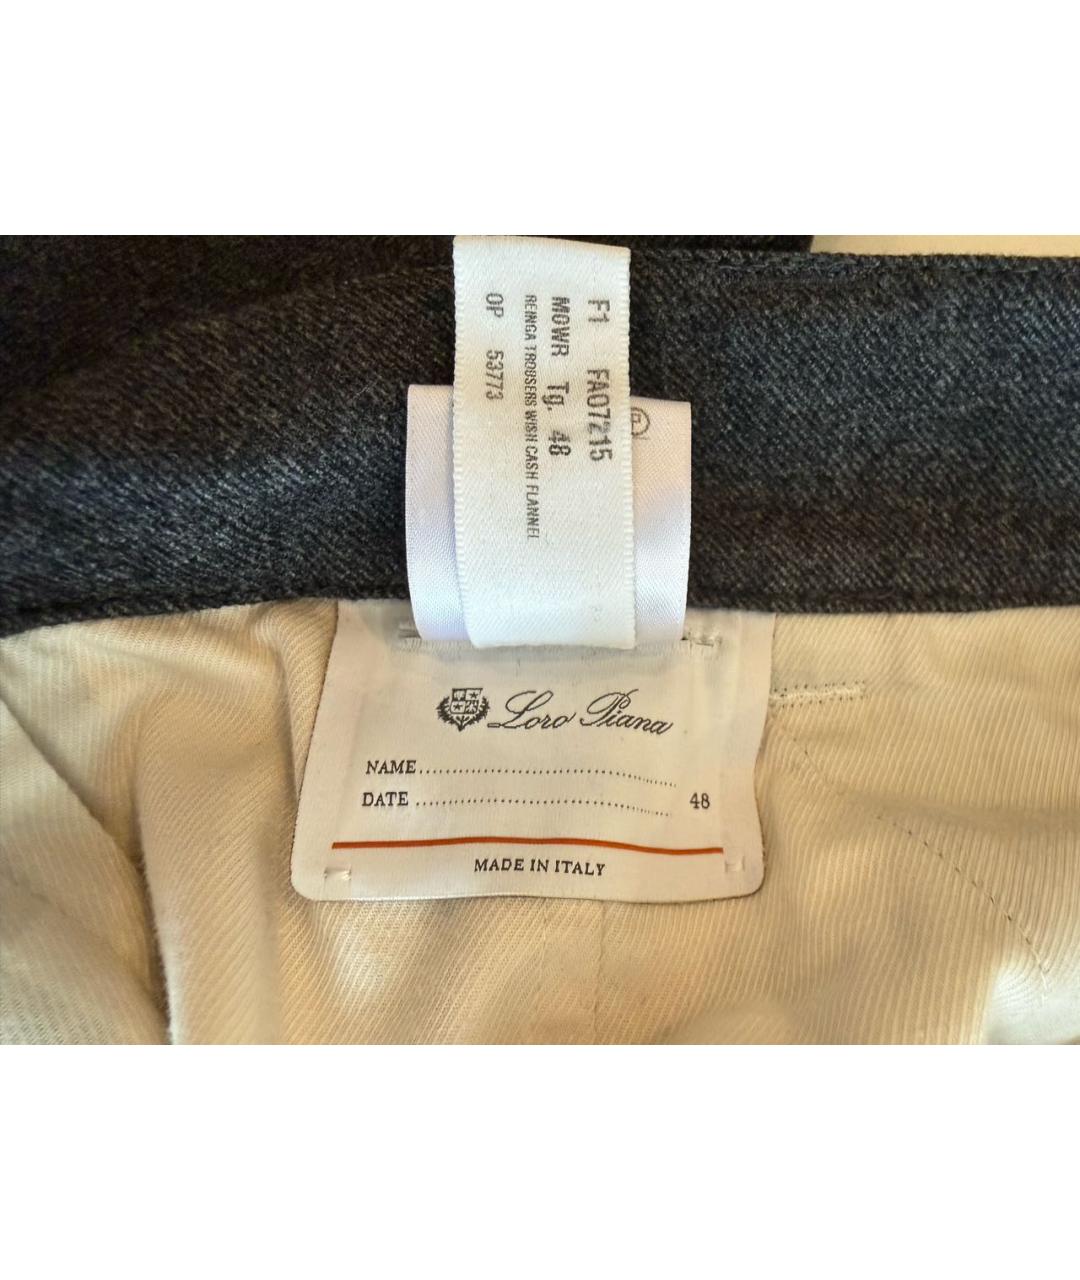 F1 FA07215
MOWR Tg. 48
REINGA TROUSERS WISH CASH FLANNEL
OP 53773
Loro Piana
NAME
DATE 48
MADE IN ITALY